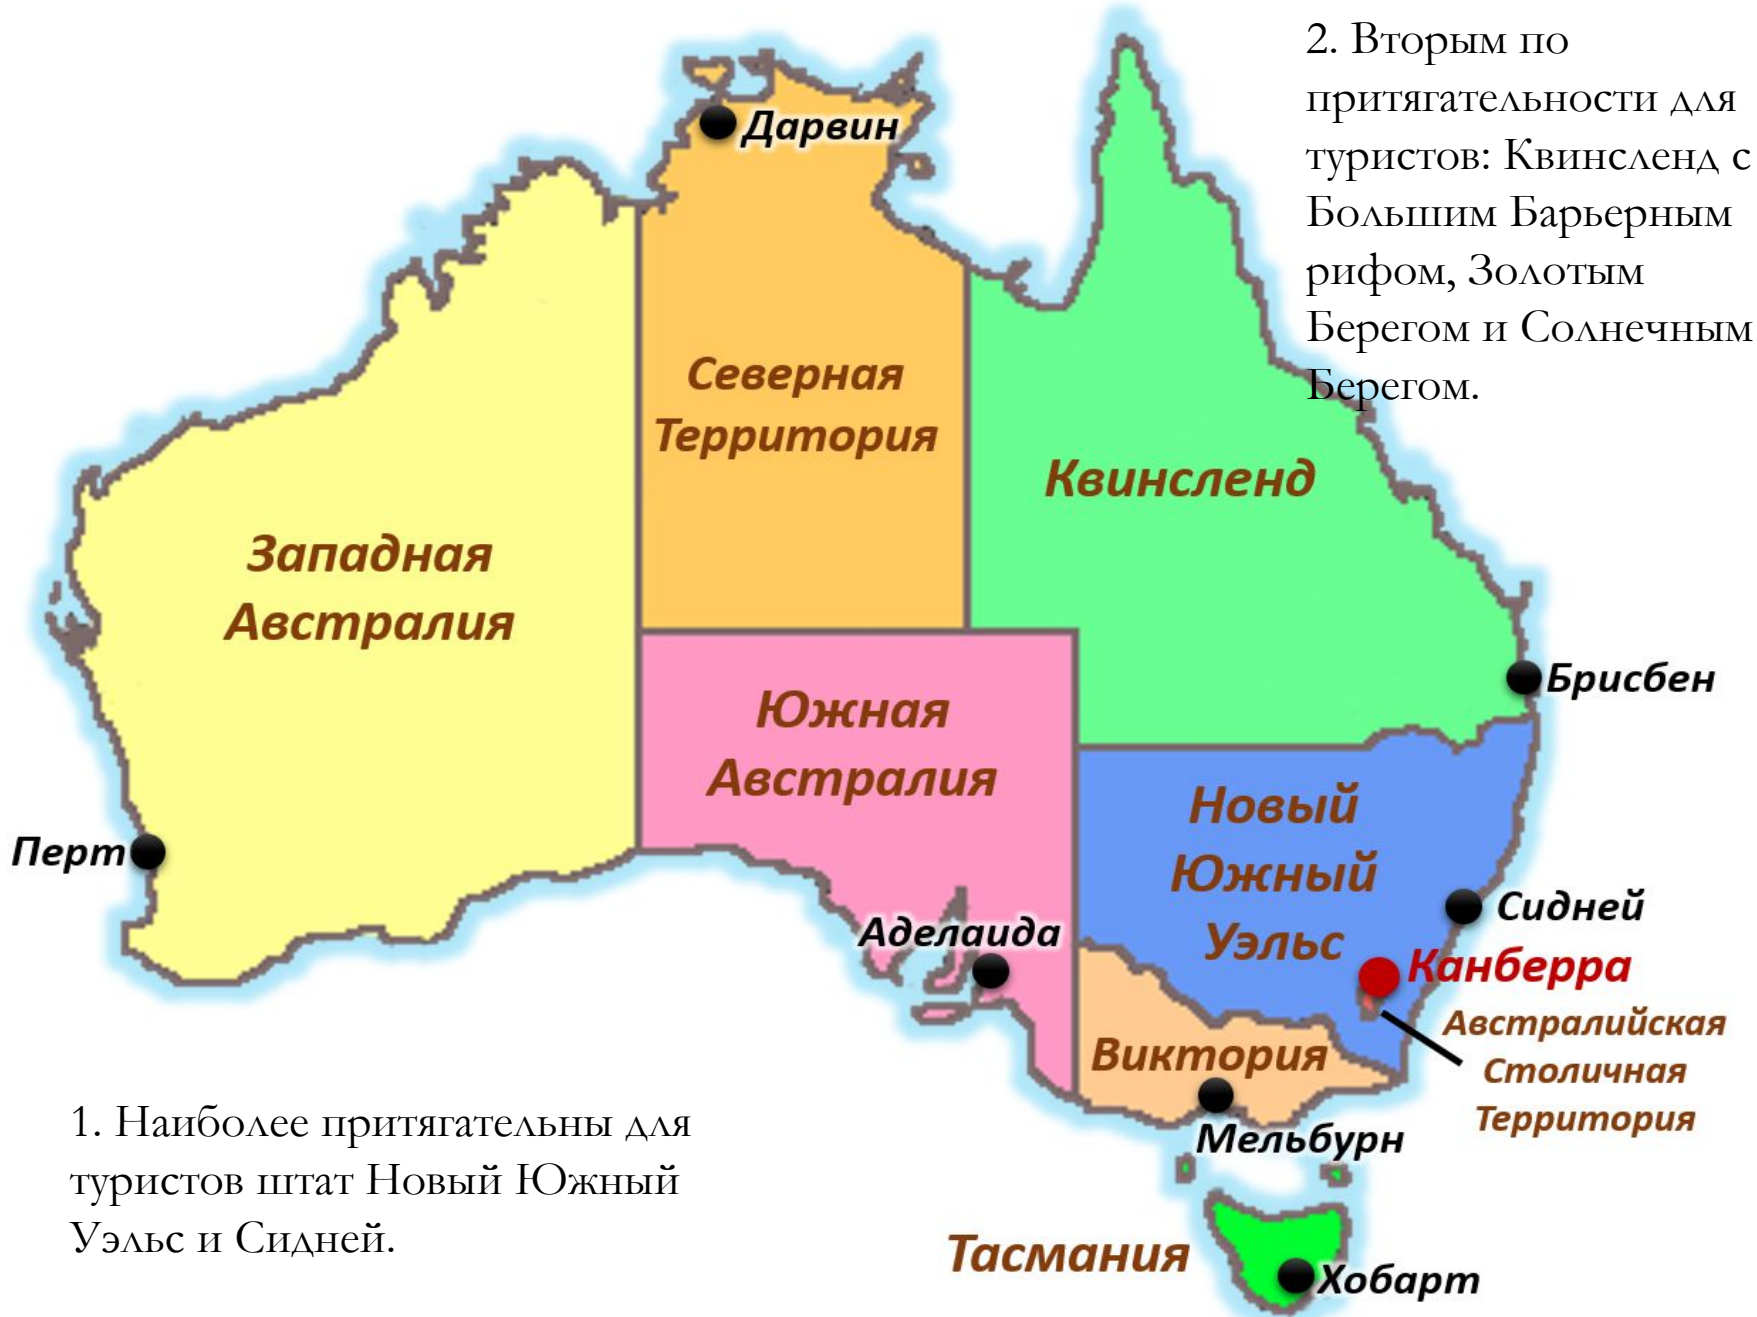 2. Вторым по
притягательности для
туристов: Квинсленд с
Большим Барьерным
рифом, Золотым
Берегом и Солнечным
Берегом.
Дарвин
Северная
Территория
Квинсленд
Западная
Австралия
Брисбен
Южная
Австралия
Новый
Южный
Уэльс
Перт
Сидней
Аделаида
Канберра
Австралийская
Столичная
Территория
Виктория
Мельбурн
1. Наиболее притягательны для
туристов штат Новый Южный
Уэльс и Сидней.
Тасмания
Хобарт